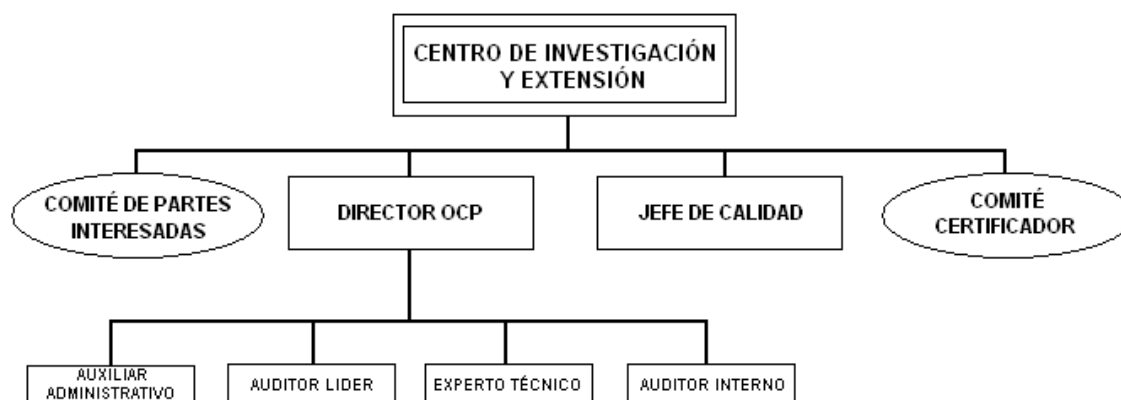 CENTRO DE INVESTIGACIÓN
Y EXTENSIÓN
COMITÉ DE PARTES
INTERESADAS
DIRECTOR OCP
JEFE DE CALIDAD
COMITÉ
CERTIFICADOR
AUXILIAR
ADMINISTRATIVO
AUDITOR LIDER
EXPERTO TÉCNICO
AUDITOR INTERNO